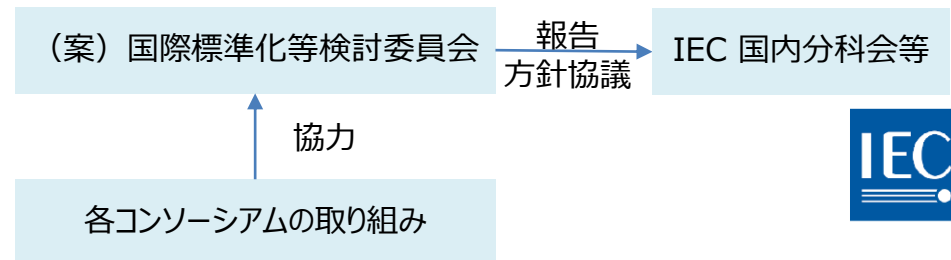 （案）国際標準化等検討委員会
報告
方針協議
IEC 国内分科会等
協力
IEC
各コンソーシアムの取り組み